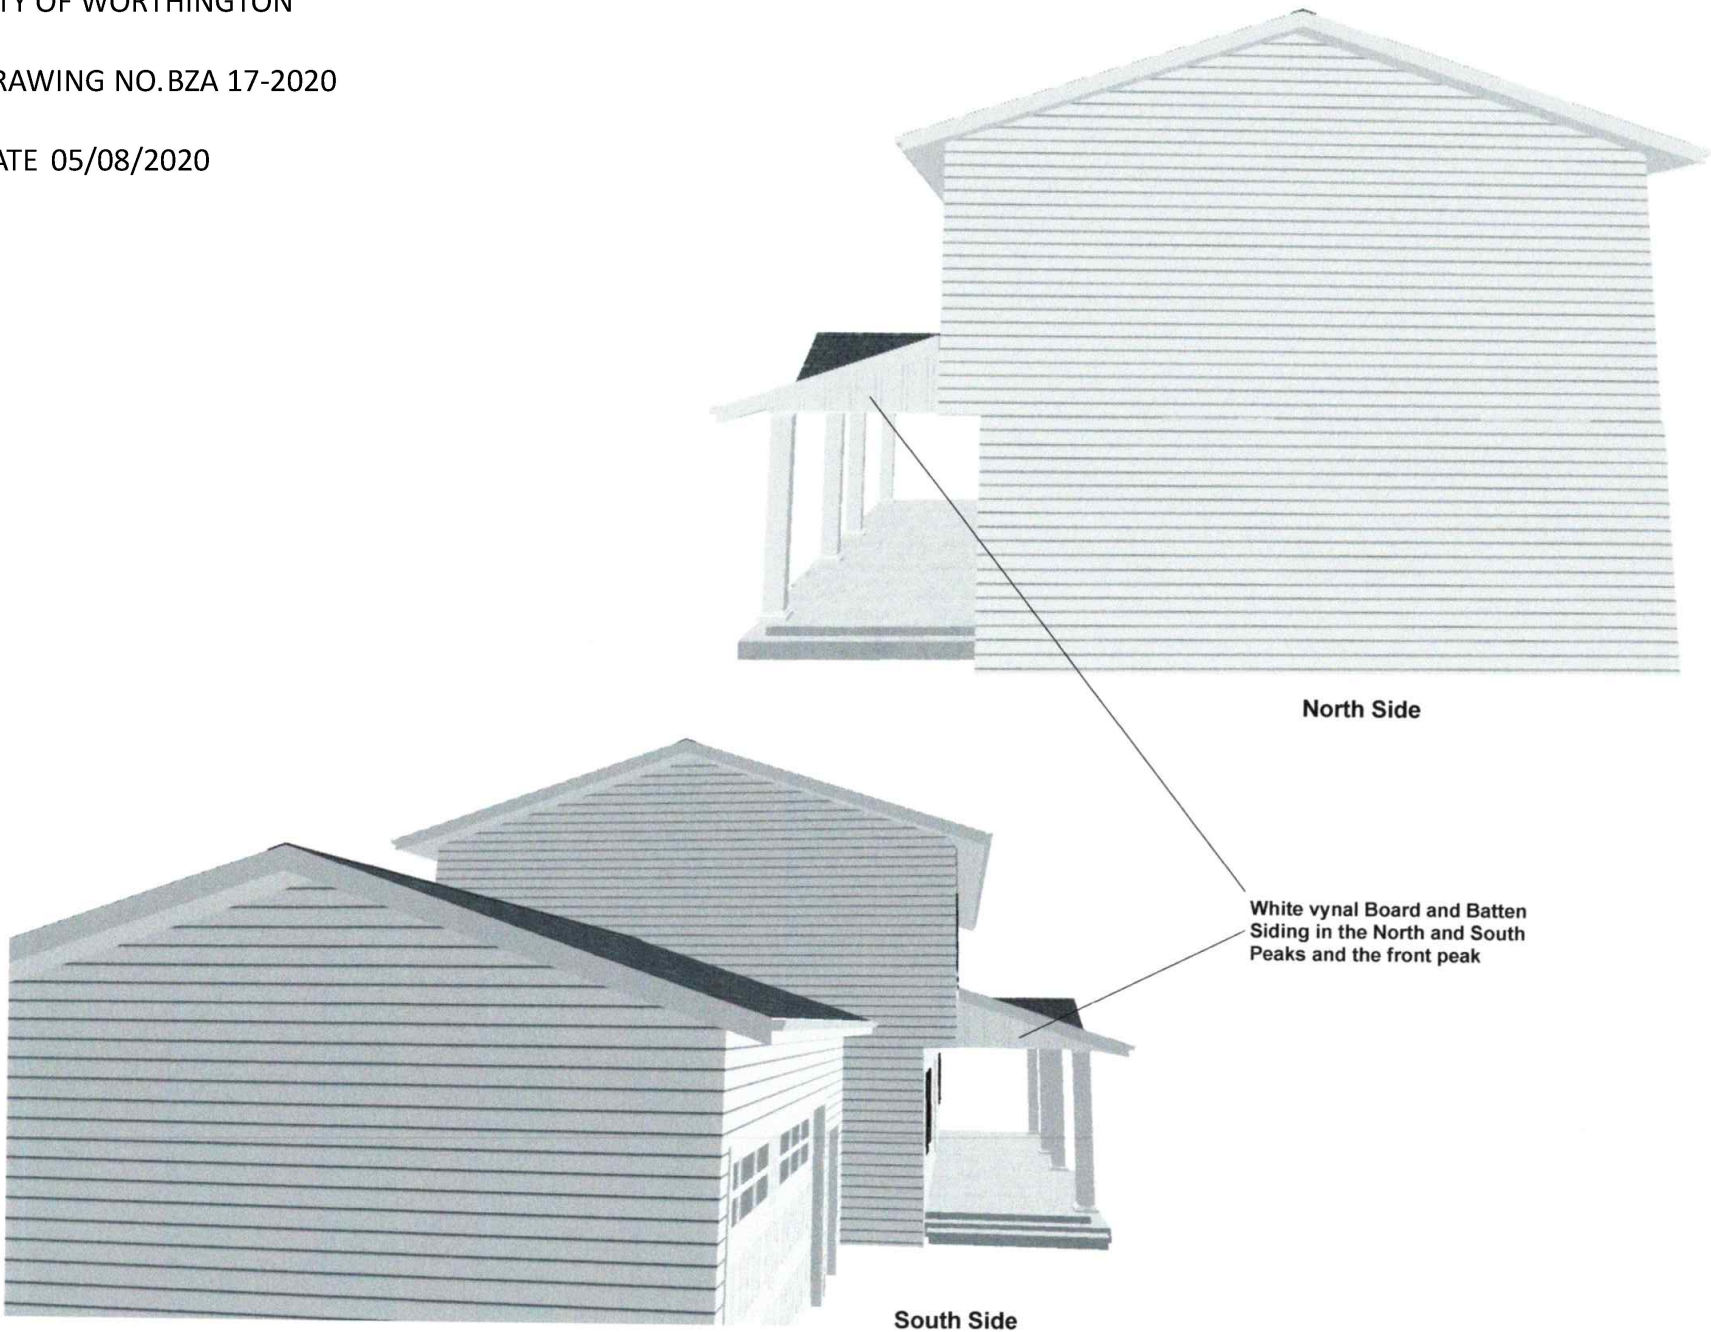 TY OF WORTHINGTON
RAWING NO. BZA 17-2020
ATE 05/08/2020
North Side
White vynal Board and Batten
Siding in the North and South
Peaks and the front peak
South Side